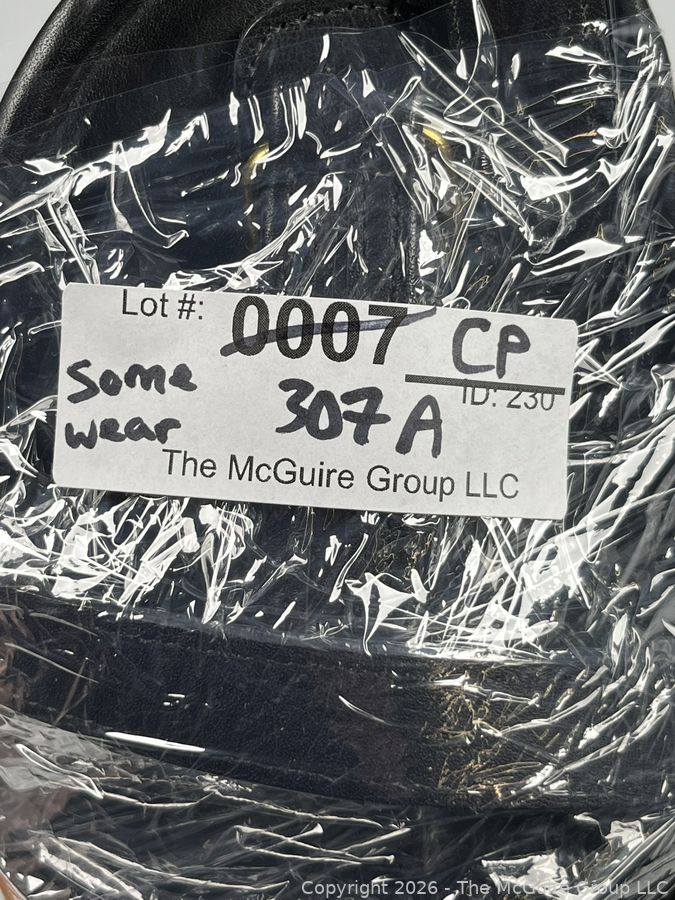 Lot #: 0007 CP
ID: 230
Some
wear
307 A
The McGuire Group LLC
Copyright 2026 - The McGuire Group LLC